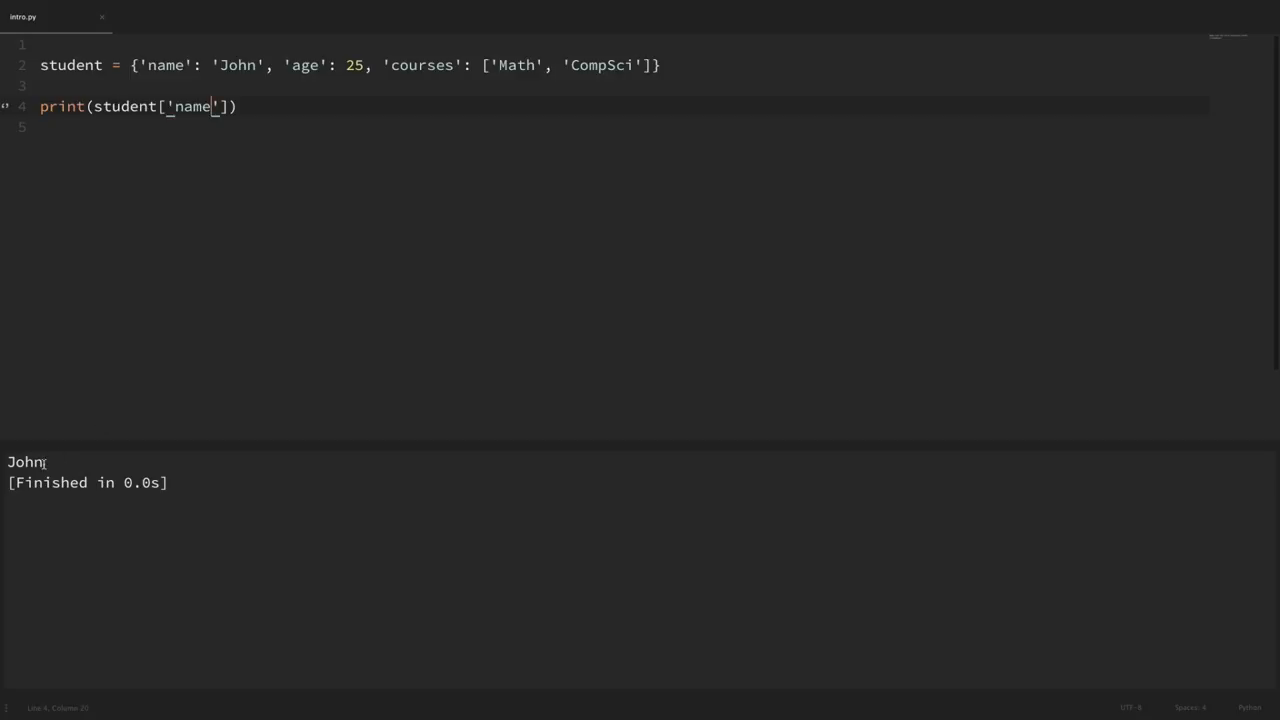 intro.py ×
1
2 student = {'name': 'John', 'age': 25, 'courses': ['Math', 'CompSci']}
3
4 print(student['name'])
5
John
[Finished in 0.0s]
Line 4, Column 20 UTF-8 Spaces: 4 Python